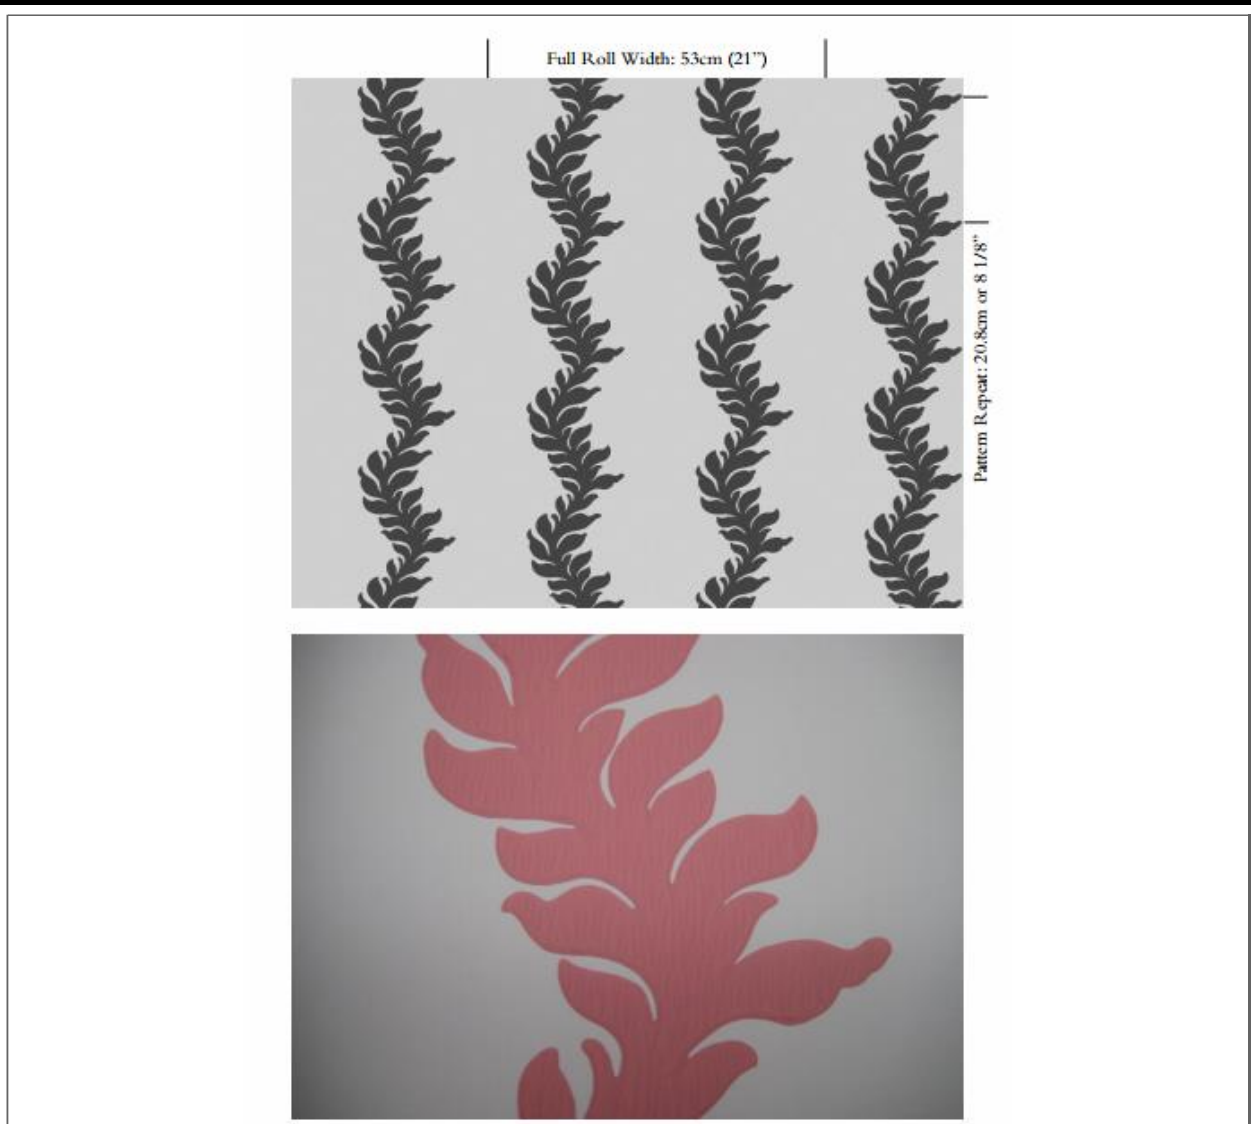 Full Roll Width: 53cm (21”)
Pattern Repeat: 20.8cm or 8 1/8”